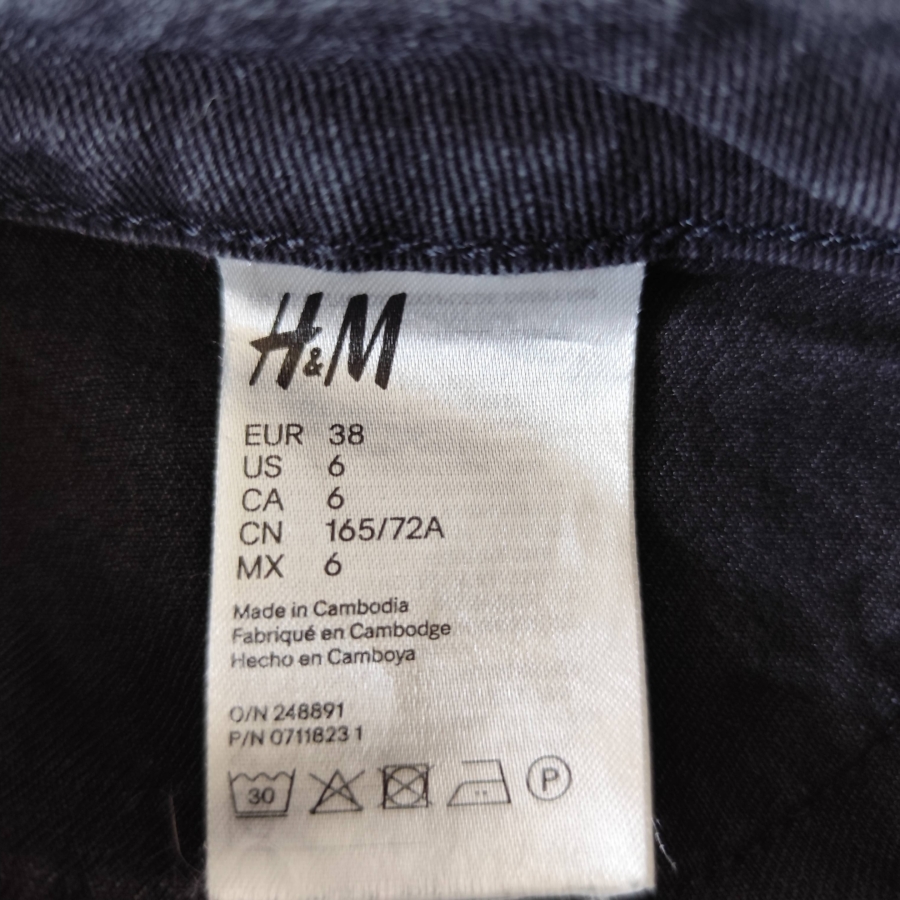 H&M
EUR 38
US 6
CA 6
CN 165/72A
MX 6
Made in Cambodia
Fabriqué en Cambodge
Hecho en Camboya
O/N 248891
P/N 0711823 1
30
P